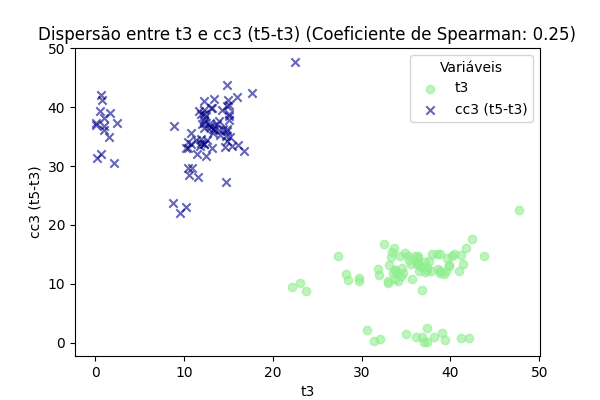 Dispersão entre t3 e cc3 (t5-t3) (Coeficiente de Spearman: 0.25)
Variáveis
t3
cc3 (t5-t3)
50
40
30
20
10
0
cc3 (t5-t3)
0 10 20 30 40 50
t3